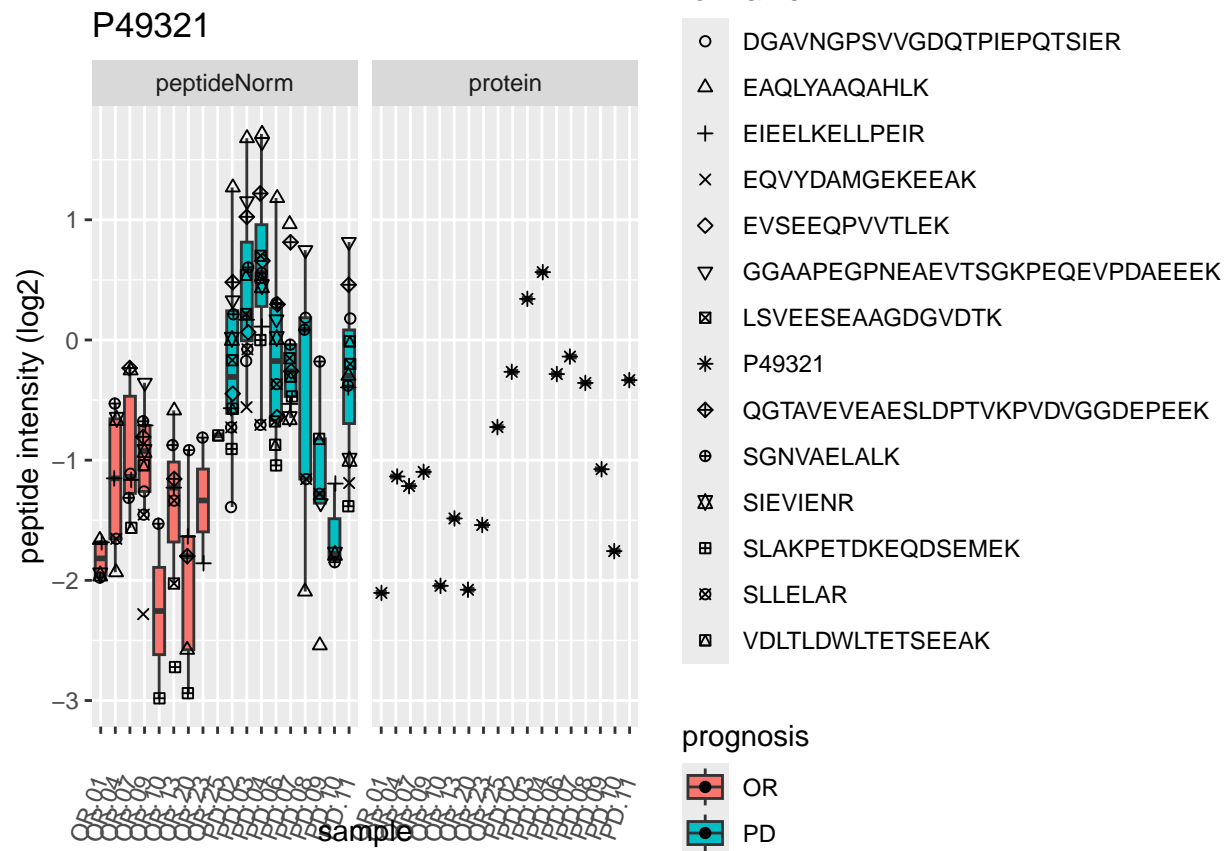 P49321
peptideNorm
protein
1
0
−1
−2
−3
peptide intensity (log2)
sample
DGAVNGPSVVGDQTPIEPQTSIER
EAQLYAAQAHLK
EIEELKELLPEIR
EQVYDAMGEKEEAK
EVSEEQPVVTLEK
GGAAPEGPNEAEVTSGKPEQEVPDAEEEK
LSVEESEAAGDGVDTK
P49321
QGTAVEVEAESLDPTVKPVDVGGDEPEEK
SGNVAELALK
SIEVIENR
SLAKPETDKEQDSEMEK
SLLELAR
VDLTLDWLTETSEEAK
prognosis
OR
PD